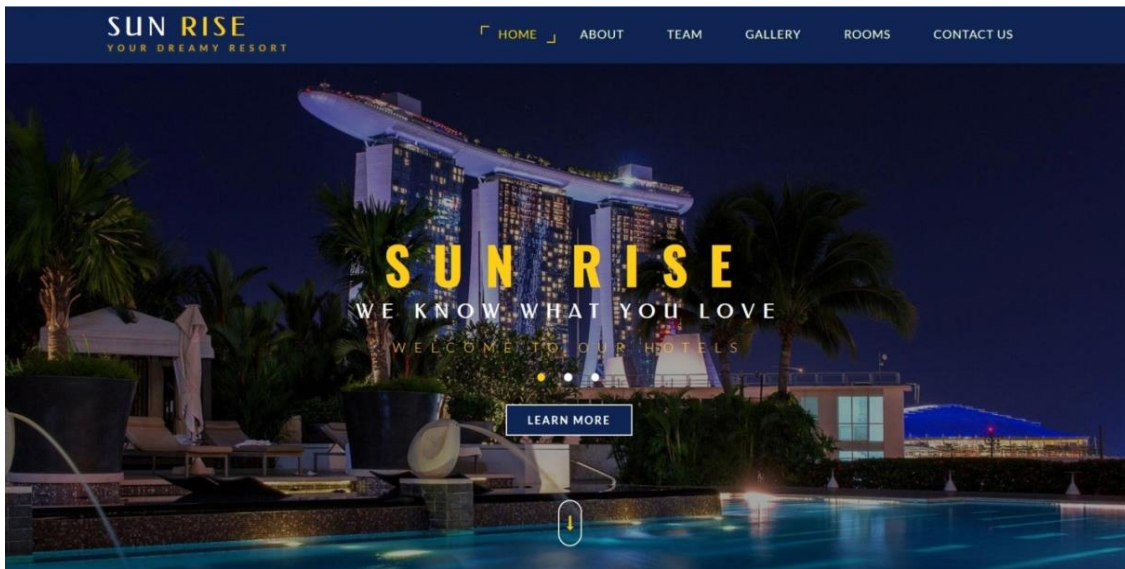 SUN RISE
YOUR DREAMY RESORT
HOME
ABOUT
TEAM
GALLERY
ROOMS
CONTACT US
SUN RISE
WE KNOW WHAT YOU LOVE
WELCOME TO OUR HOTELS
LEARN MORE